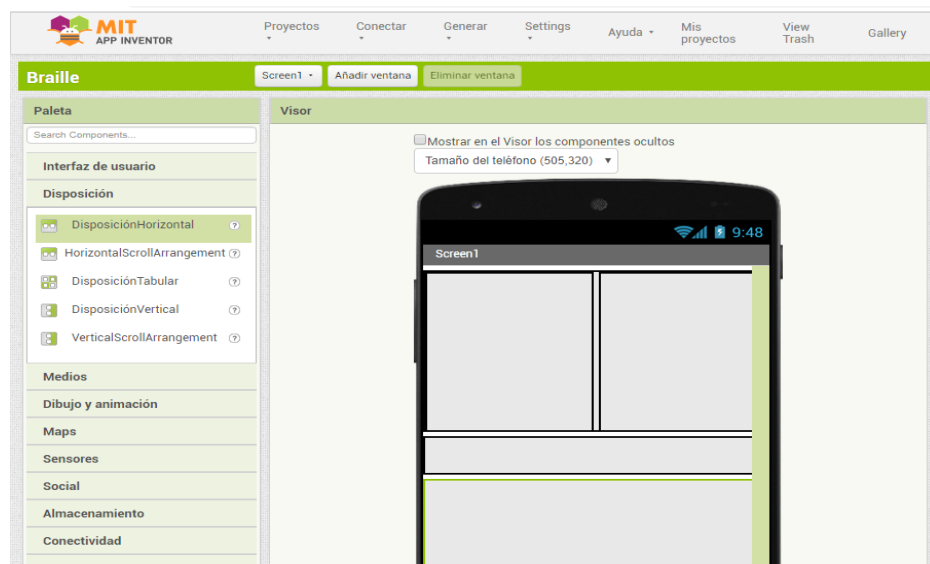 MIT
APP INVENTOR
Proyectos
Conectar
Generar
Settings
Ayuda
Mis proyectos
View Trash
Gallery
Braille
Screen1
Añadir ventana
Eliminar ventana
Paleta
Search Components...
Interfaz de usuario
Disposición
DisposiciónHorizontal ?
HorizontalScrollArrangement ?
DisposiciónTabular ?
DisposiciónVertical ?
VerticalScrollArrangement ?
Medios
Dibujo y animación
Maps
Sensores
Social
Almacenamiento
Conectividad
Visor
Mostrar en el Visor los componentes ocultos
Tamaño del teléfono (505,320)
9:48
Screen1